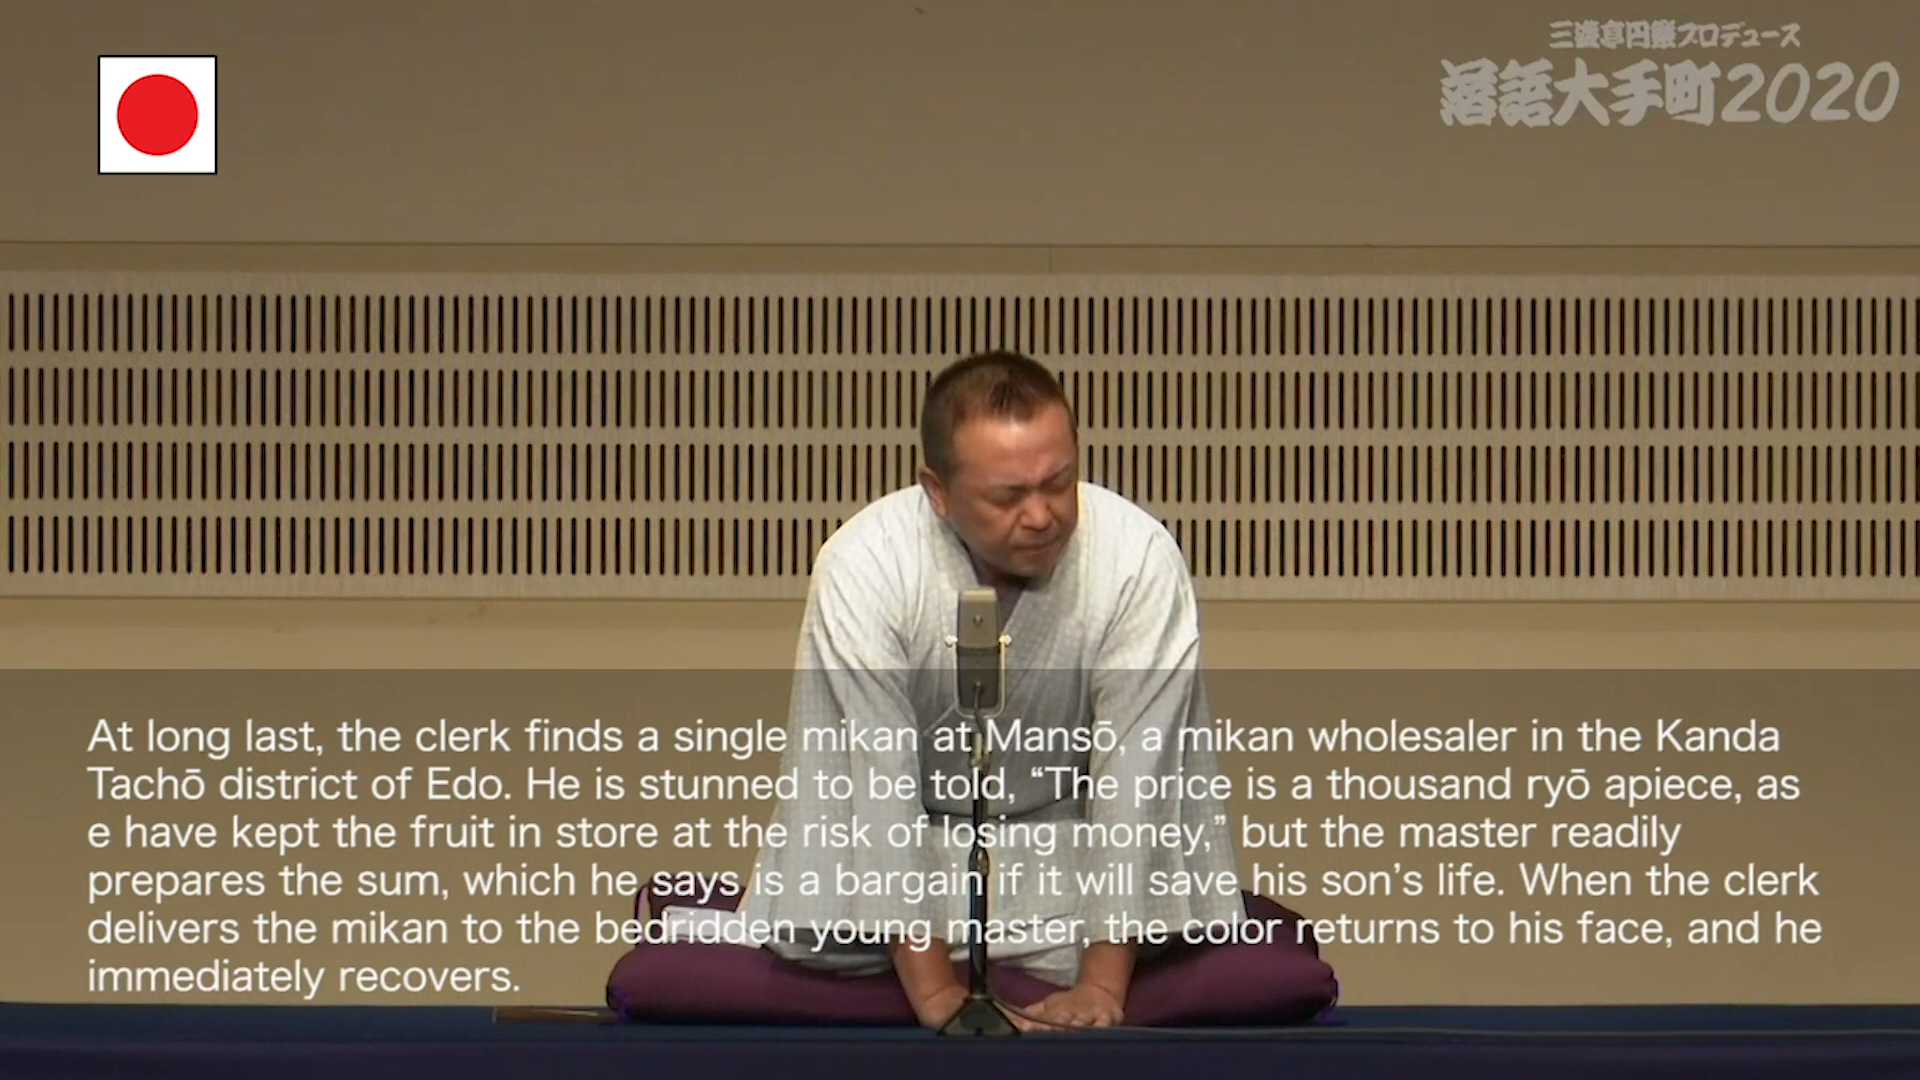 三遊亭円楽プロデュース
落語大手町2020
At long last, the clerk finds a single mikan at Mansō, a mikan wholesaler in the Kanda
Tachō district of Edo. He is stunned to be told, “The price is a thousand ryō apiece, as
e have kept the fruit in store at the risk of losing money,” but the master readily
prepares the sum, which he says is a bargain if it will save his son’s life. When the clerk
delivers the mikan to the bedridden young master, the color returns to his face, and he
immediately recovers.